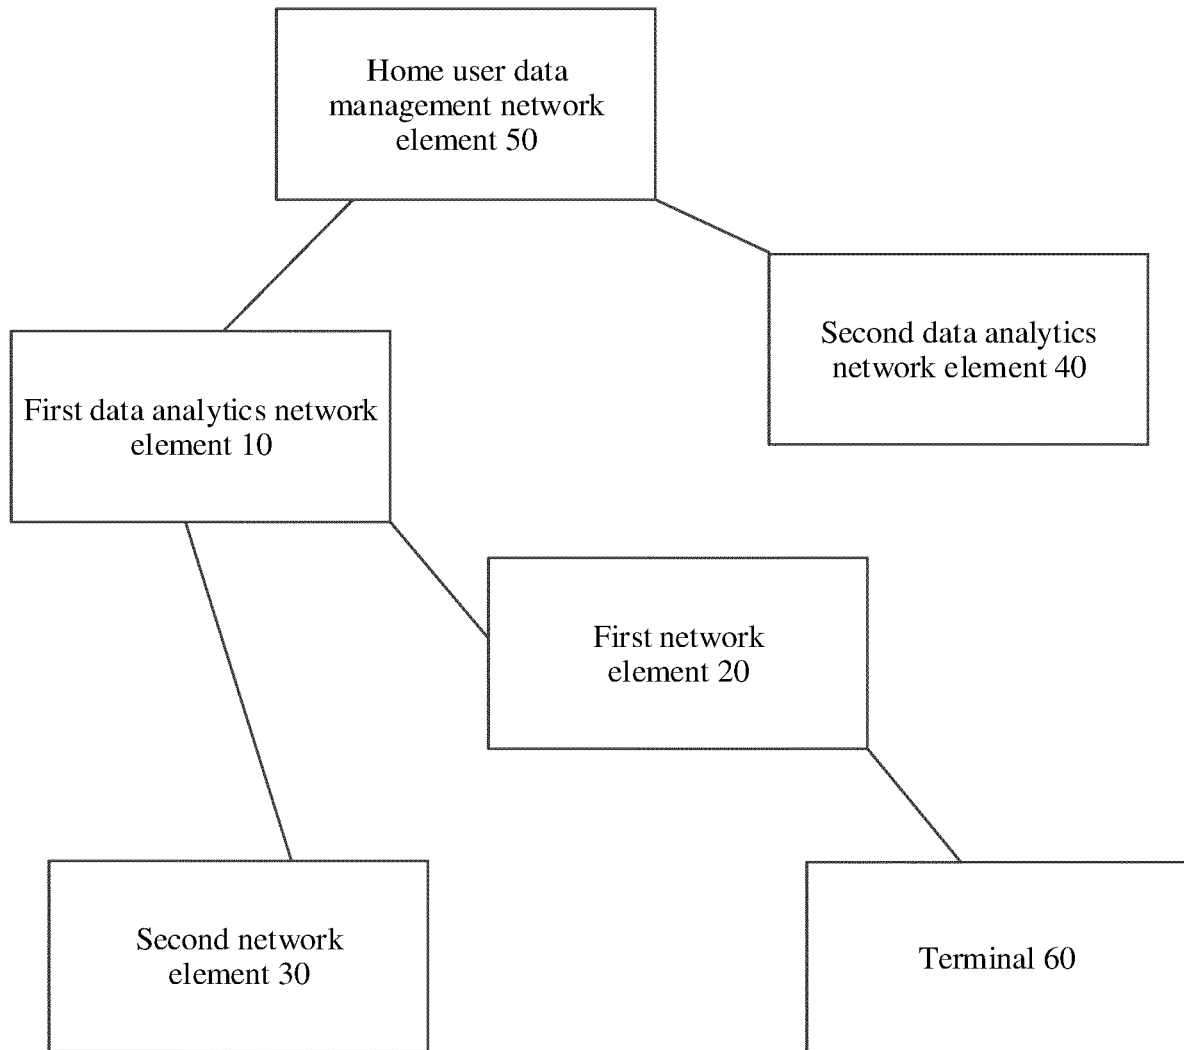 Home user data
management network
element 50
Second data analytics
network element 40
First data analytics network
element 10
First network
element 20
Second network
element 30
Terminal 60